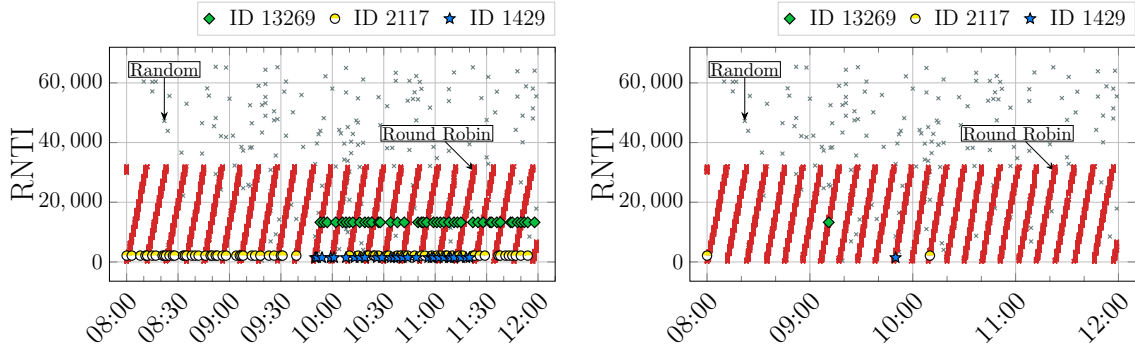 ID 13269 ID 2117 ID 1429
60,000
40,000
20,000
0
RNTI
Random
Round Robin
08:00 08:30 09:00 09:30 10:00 10:30 11:00 11:30 12:00
ID 13269 ID 2117 ID 1429
60,000
40,000
20,000
0
RNTI
Random
Round Robin
08:00 09:00 10:00 11:00 12:00